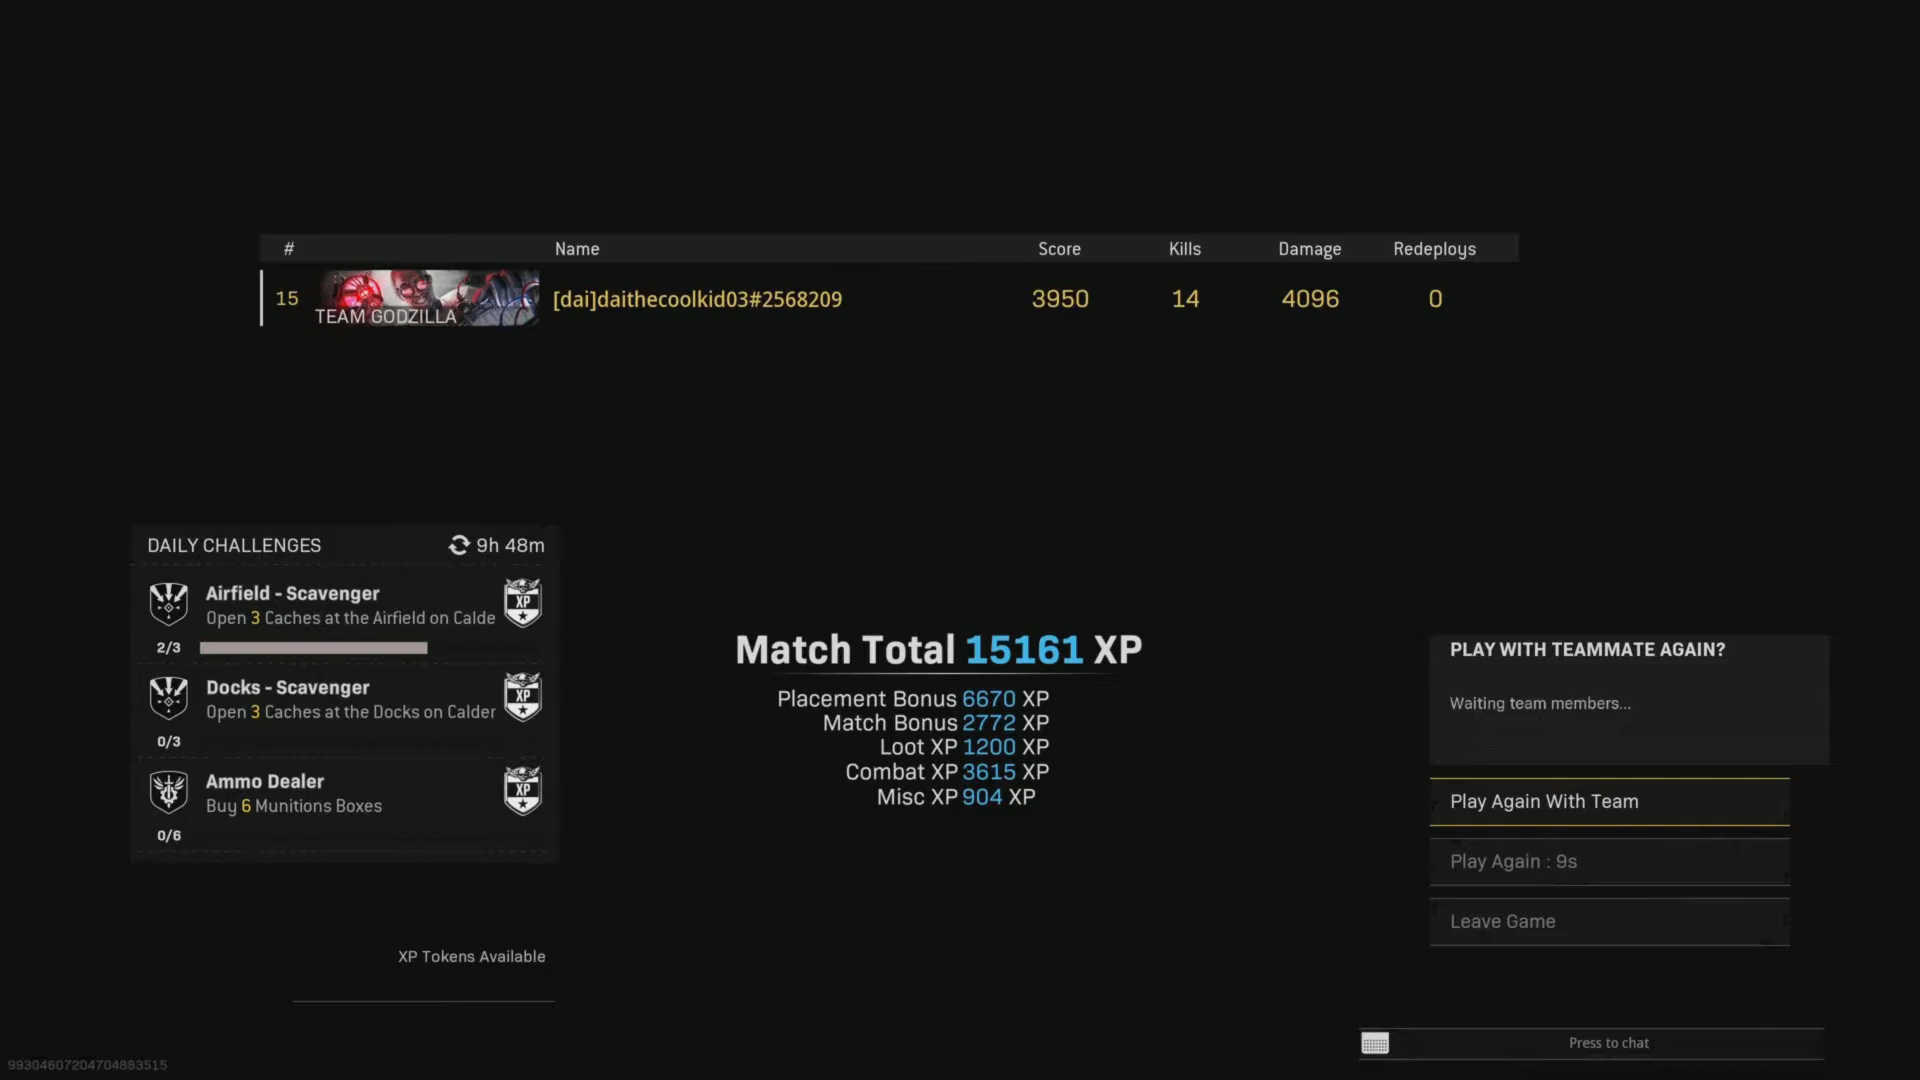 # Name Score Kills Damage Redeploys
15 TEAM GODZILLA [dai]daithecoolkid03#2568209 3950 14 4096 0
DAILY CHALLENGES 9h 48m
Airfield - Scavenger
Open 3 Caches at the Airfield on Calde
XP
2/3
Docks - Scavenger
Open 3 Caches at the Docks on Calder
XP
0/3
Ammo Dealer
Buy 6 Munitions Boxes
XP
0/6
XP Tokens Available
Match Total 15161 XP
Placement Bonus 6670 XP
Match Bonus 2772 XP
Loot XP 1200 XP
Combat XP 3615 XP
Misc XP 904 XP
PLAY WITH TEAMMATE AGAIN?
Waiting team members...
Play Again With Team
Play Again : 9s
Leave Game
Press to chat
99304607204704883515